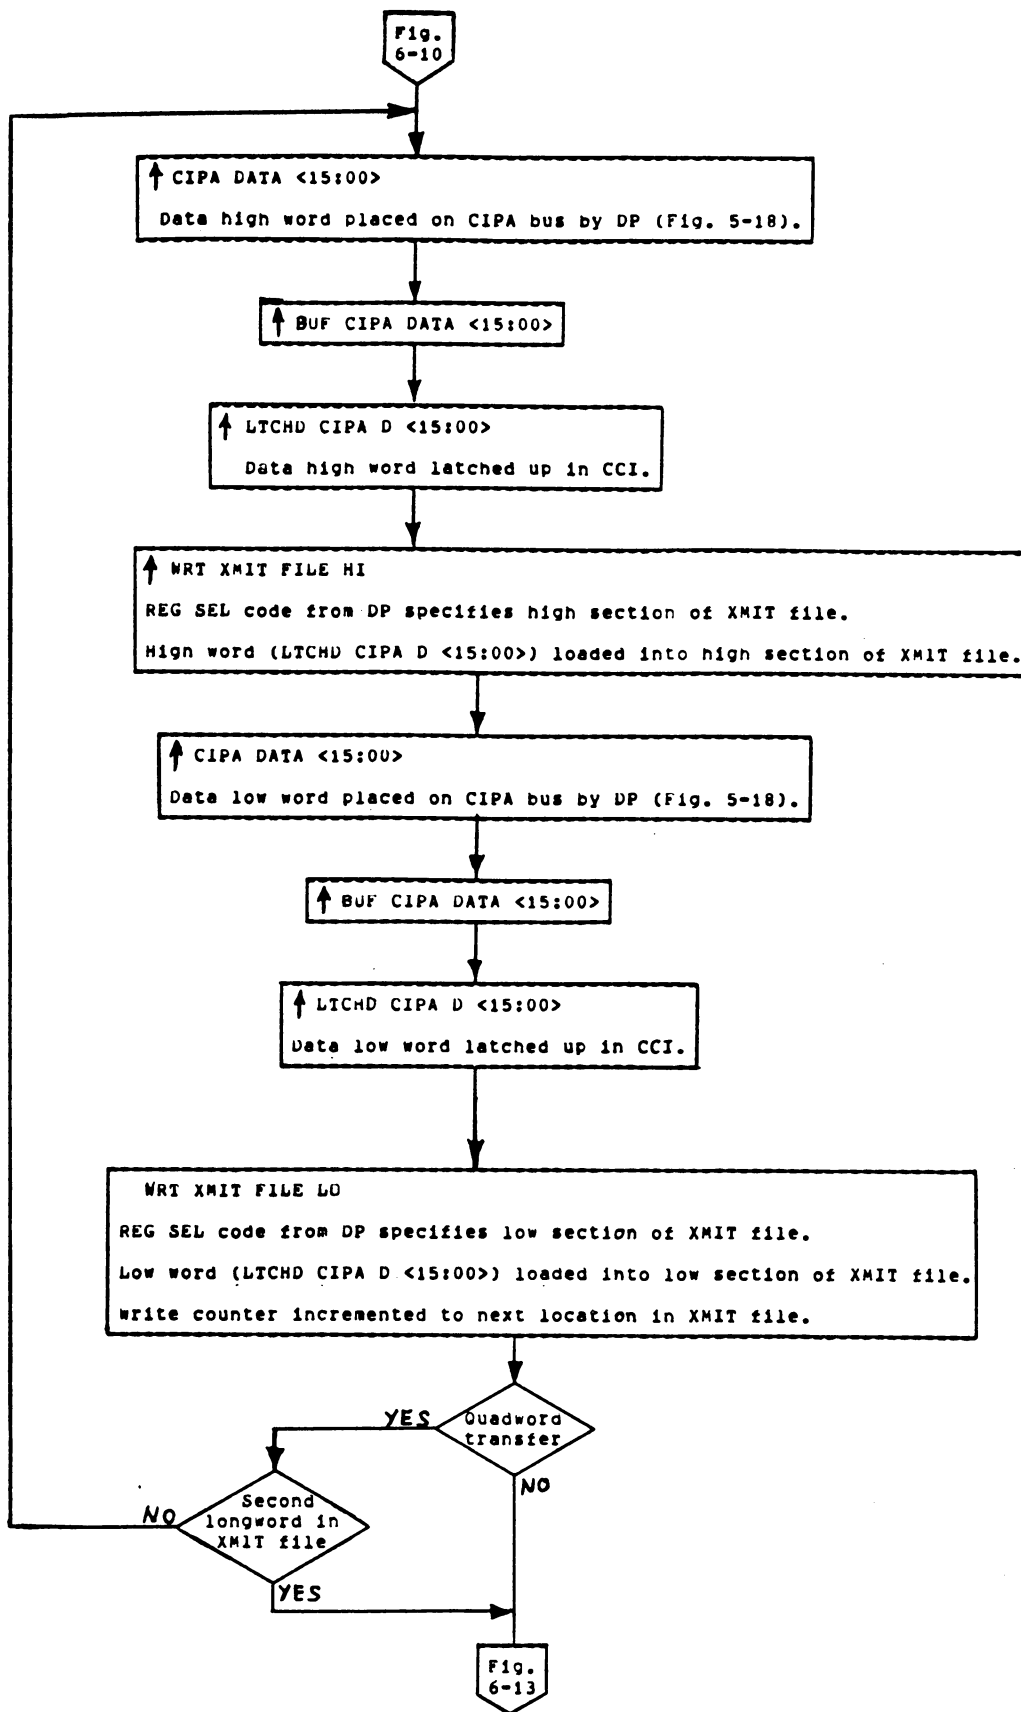 Fig.
6-10
↑ CIPA DATA <15:00>
Data high word placed on CIPA bus by DP (Fig. 5-18).
↑ BUF CIPA DATA <15:00>
↑ LTCHD CIPA D <15:00>
Data high word latched up in CCI.
↑ WRT XMIT FILE HI
REG SEL code from DP specifies high section of XMIT file.
Hign word (LTCHD CIPA D <15:00>) loaded into high section of XMIT file.
↑ CIPA DATA <15:00>
Data low word placed on CIPA bus by DP (Fig. 5-18).
↑ BUF CIPA DATA <15:00>
↑ LTCHD CIPA D <15:00>
Data low word latched up in CCI.
WRT XMIT FILE LO
REG SEL code from DP specifies low section of XMIT file.
Low word (LTCHD CIPA D <15:00>) loaded into low section of XMIT file.
Write counter incremented to next location in XMIT file.
YES
Quadword
transfer
NO
NO
Second
longword in
XMIT file
YES
Fig.
6-13